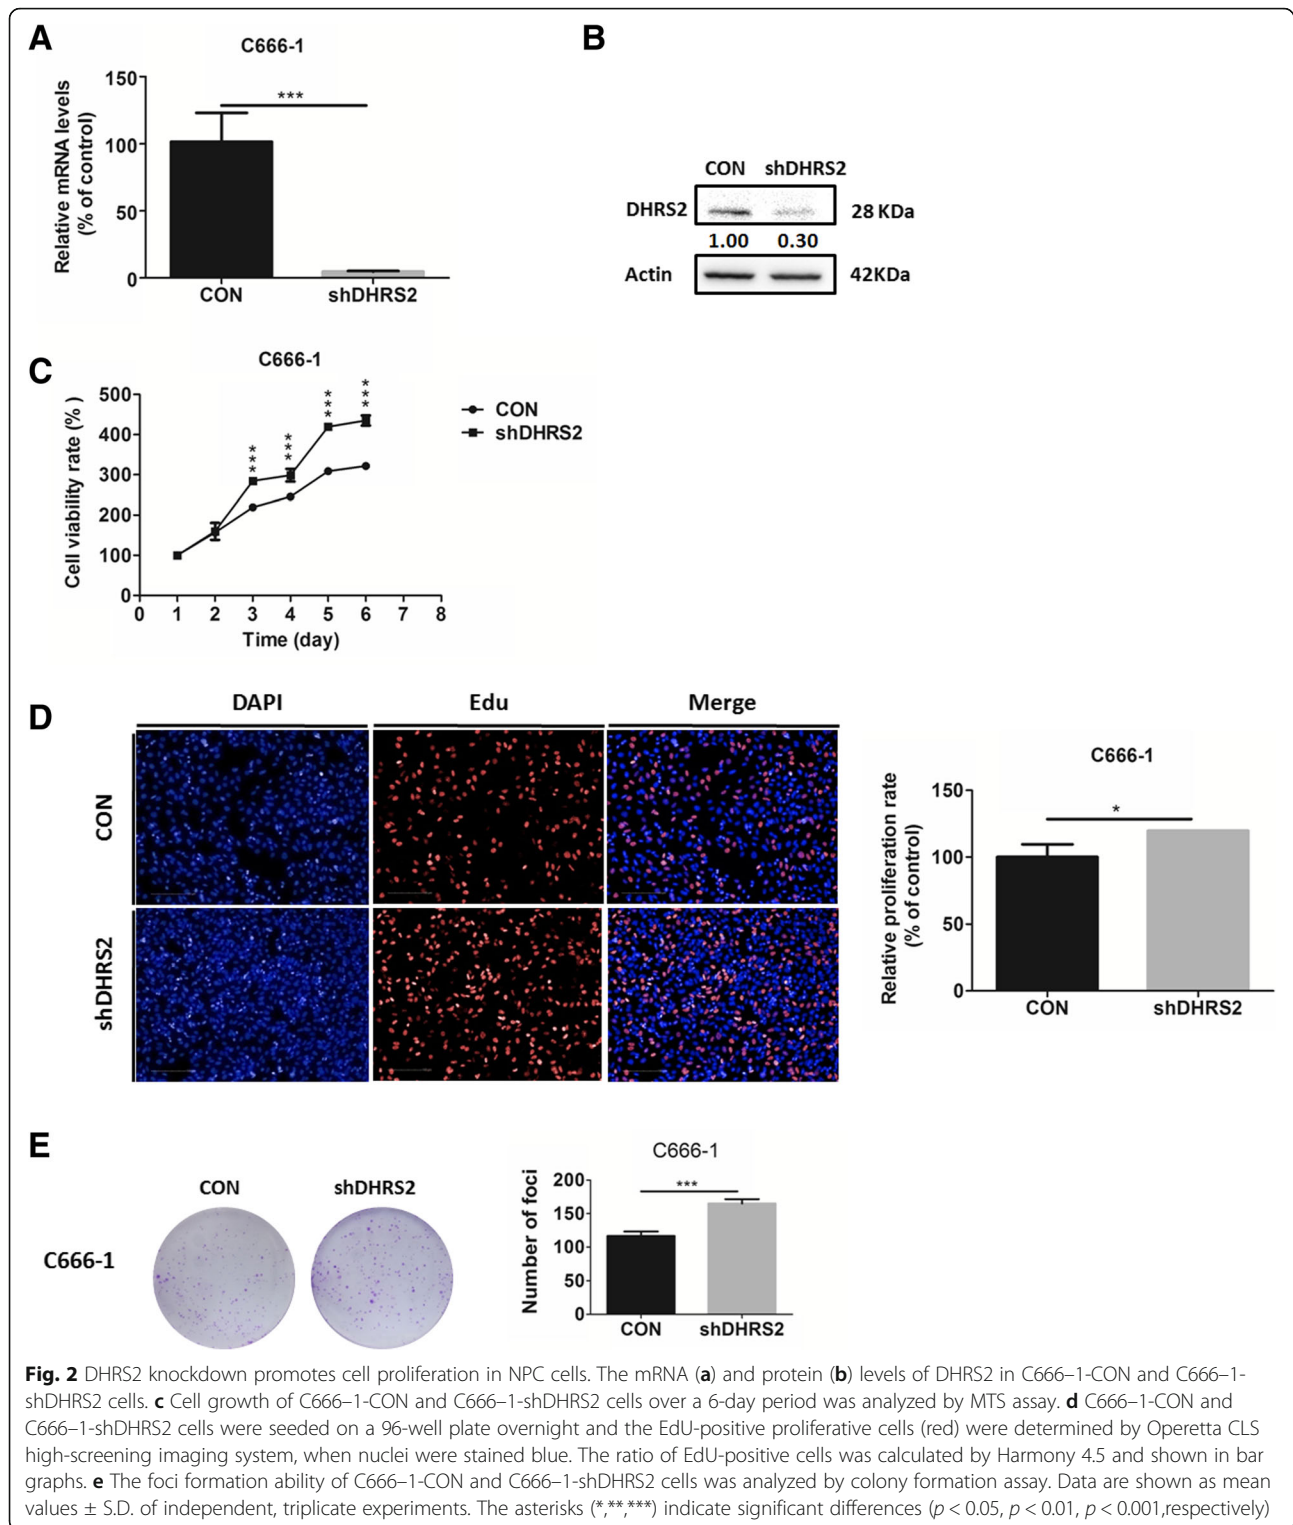 A
C666-1
Relative mRNA levels
(% of control)
150
100
50
0
***
CON
shDHRS2
B
CON shDHRS2
DHRS2
28 KDa
1.00 0.30
Actin
42KDa
C
C666-1
Cell viability rate (% )
500
400
300
200
100
0
***
***
***
***
CON
shDHRS2
0 1 2 3 4 5 6 7 8
Time (day)
D
DAPI
Edu
Merge
CON
shDHRS2
C666-1
Relative proliferation rate
(% of control)
150
100
50
0
*
CON
shDHRS2
E
CON
shDHRS2
C666-1
C666-1
Number of foci
200
150
100
50
0
***
CON
shDHRS2
Fig. 2 DHRS2 knockdown promotes cell proliferation in NPC cells. The mRNA (a) and protein (b) levels of DHRS2 in C666–1-CON and C666–1-
shDHRS2 cells. c Cell growth of C666–1-CON and C666–1-shDHRS2 cells over a 6-day period was analyzed by MTS assay. d C666–1-CON and
C666–1-shDHRS2 cells were seeded on a 96-well plate overnight and the EdU-positive proliferative cells (red) were determined by Operetta CLS
high-screening imaging system, when nuclei were stained blue. The ratio of EdU-positive cells was calculated by Harmony 4.5 and shown in bar
graphs. e The foci formation ability of C666–1-CON and C666–1-shDHRS2 cells was analyzed by colony formation assay. Data are shown as mean
values ± S.D. of independent, triplicate experiments. The asterisks (*,**,***) indicate significant differences (p < 0.05, p < 0.01, p < 0.001,respectively)